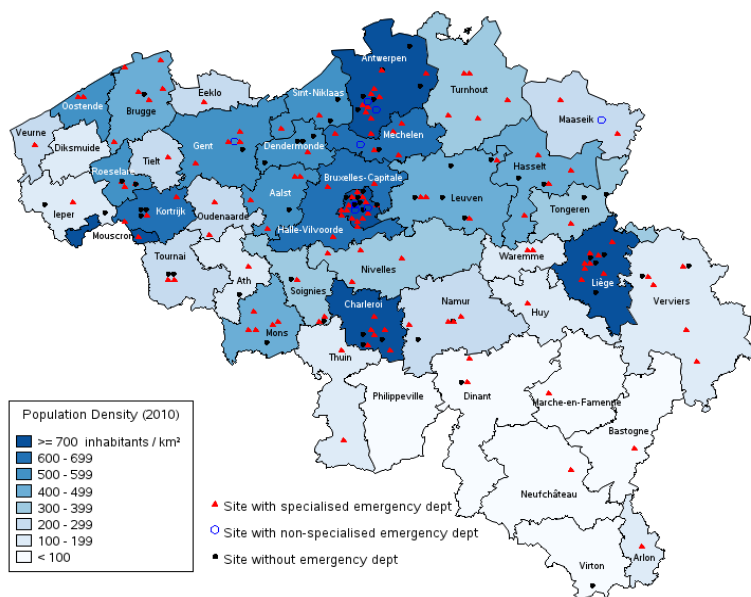 Antwerpen
Turnhout
Sint-Niklaas
Eeklo
Oostende
Brugge
Maaseik
Veurne
Diksmuide
Gent
Dendermonde
Mechelen
Tielt
Hasselt
Roeselare
Bruxelles-Capitale
Aalst
Leuven
Ieper
Kortrijk
Oudenaarde
Tongeren
Halle-Vilvoorde
Mouscron
Tournai
Nivelles
Waremme
Ath
Soignies
Liège
Verviers
Charleroi
Namur
Huy
Mons
Thuin
Philippeville
Dinant
Marche-en-Famenne
Bastogne
Neufchâteau
Arlon
Virton
Population Density (2010)
>= 700 inhabitants / km²
600 - 699
500 - 599
400 - 499
300 - 399
200 - 299
100 - 199
< 100
Site with specialised emergency dept
Site with non-specialised emergency dept
Site without emergency dept